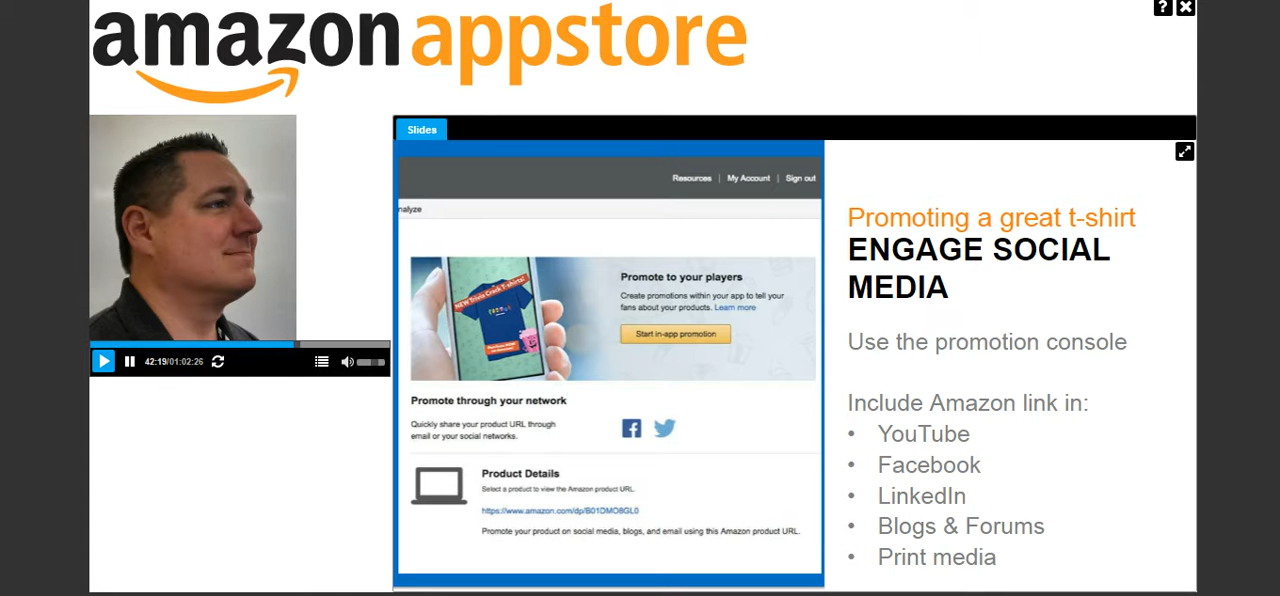 amazon appstore
? ×
Slides
Resources | My Account | Sign out
nalyze
NEW Trivia Crack T-shirts!
Promote to your players
Create promotions within your app to tell your
fans about your products. Learn more
Start in-app promotion
Promote through your network
Quickly share your product URL through
email or your social networks.
Product Details
Select a product to view the Amazon product URL.
https://www.amazon.com/dp/B01DMO8GL0
Promote your product on social media, blogs, and email using this Amazon product URL.
Promoting a great t-shirt
ENGAGE SOCIAL
MEDIA
Use the promotion console
Include Amazon link in:
• YouTube
• Facebook
• LinkedIn
• Blogs & Forums
• Print media
42:19/01:02:26